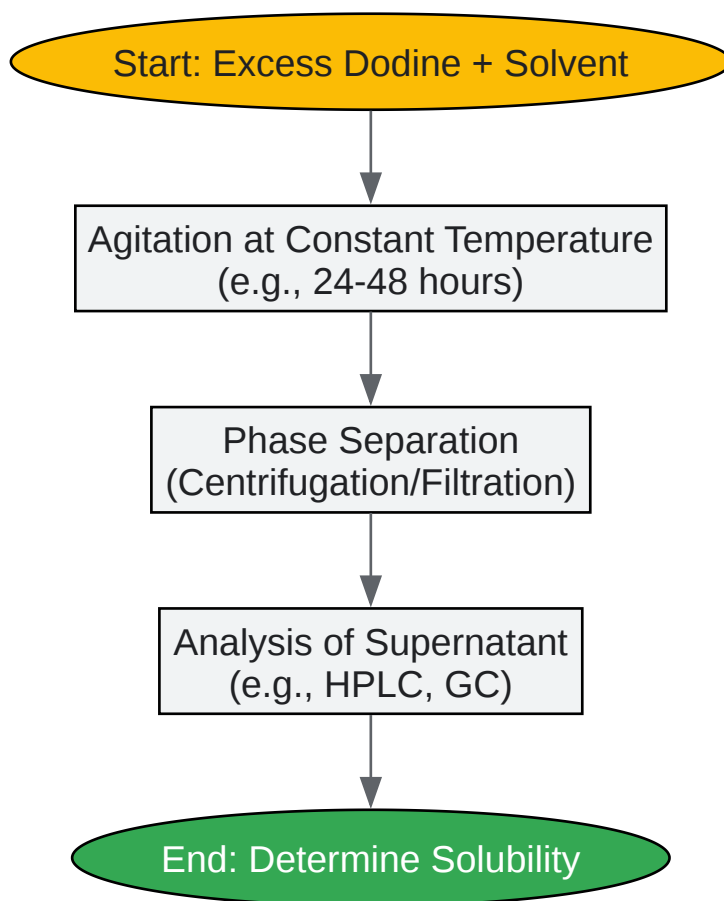 Start: Excess Dodine + Solvent
Agitation at Constant Temperature
(e.g., 24-48 hours)
Phase Separation
(Centrifugation/Filtration)
Analysis of Supernatant
(e.g., HPLC, GC)
End: Determine Solubility